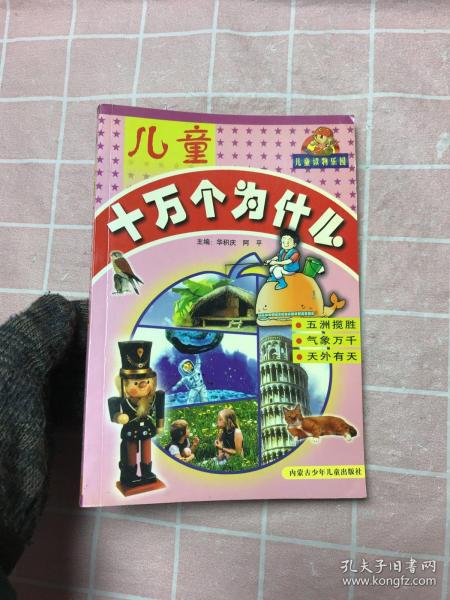 儿童
儿童读物乐园
十万个为什么
主编：华积庆 阿平
五洲揽胜
气象万千
天外有天
内蒙古少年儿童出版社
孔夫子旧书网
www.kongfz.com